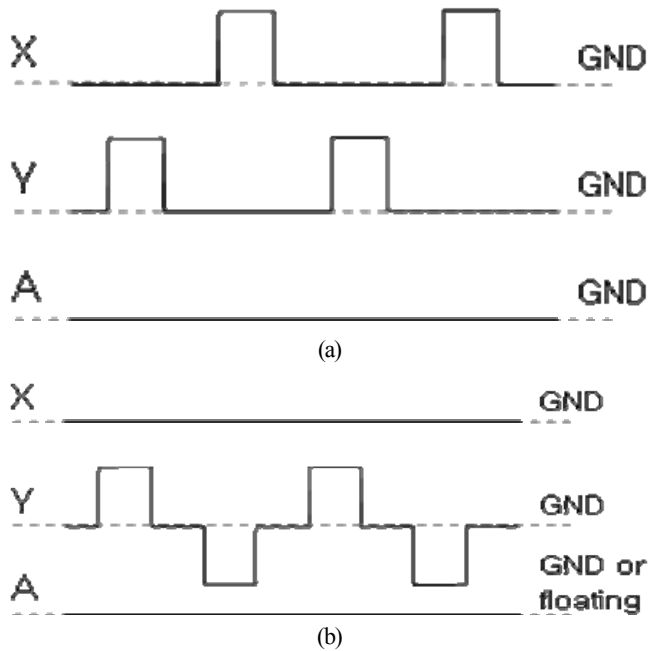 X GND
Y GND
A GND
(a)
X GND
Y GND
A GND or
floating
(b)